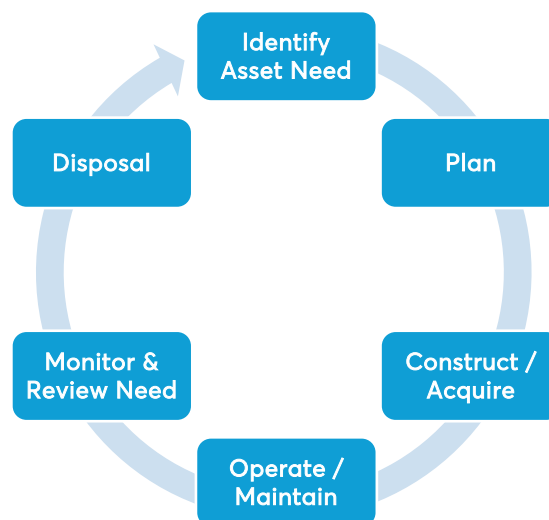 Identify
Asset Need
Plan
Construct /
Acquire
Operate /
Maintain
Monitor &
Review Need
Disposal